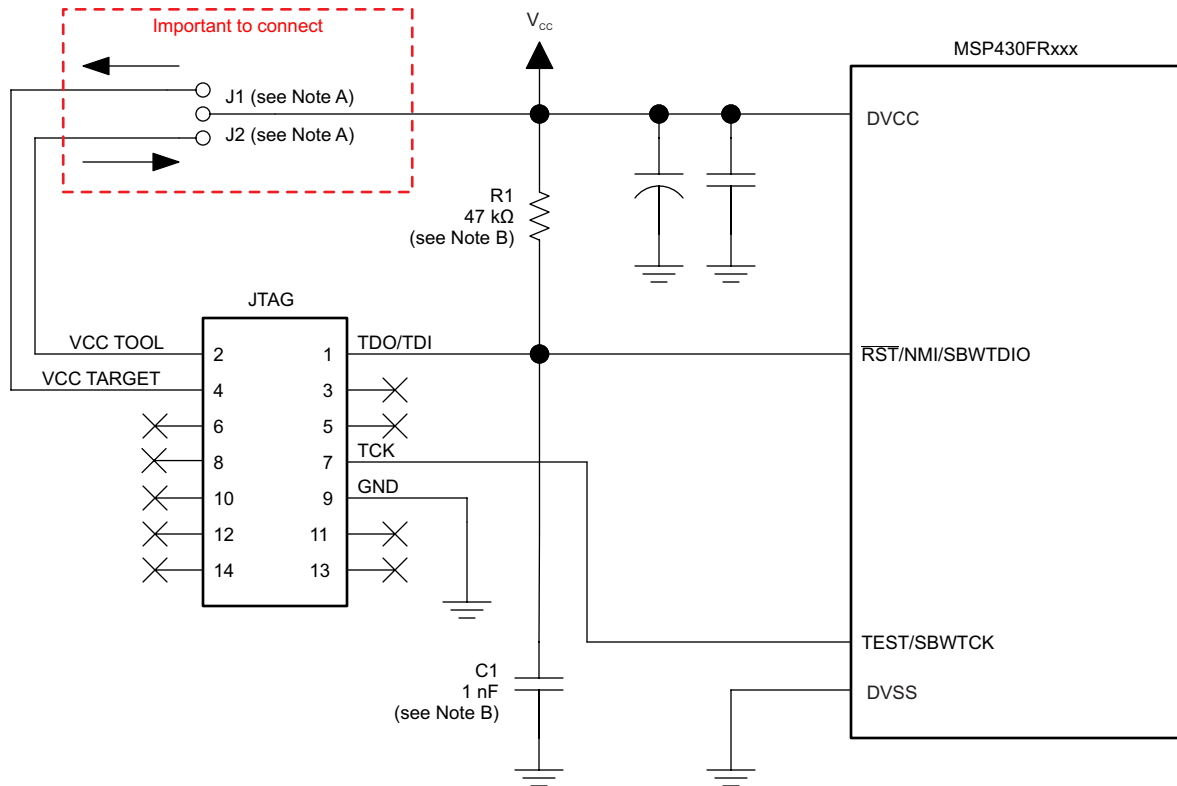 Important to connect
V_CC
MSP430FRxxx
J1 (see Note A)
J2 (see Note A)
DVCC
R1
47 kΩ
(see Note B)
JTAG
VCC TOOL
2
1
TDO/TDI
R̅S̅T̅/NMI/SBWTDIO
VCC TARGET
4
3
6
5
8
7
TCK
10
9
GND
12
11
14
13
TEST/SBWTCK
C1
1 nF
(see Note B)
DVSS